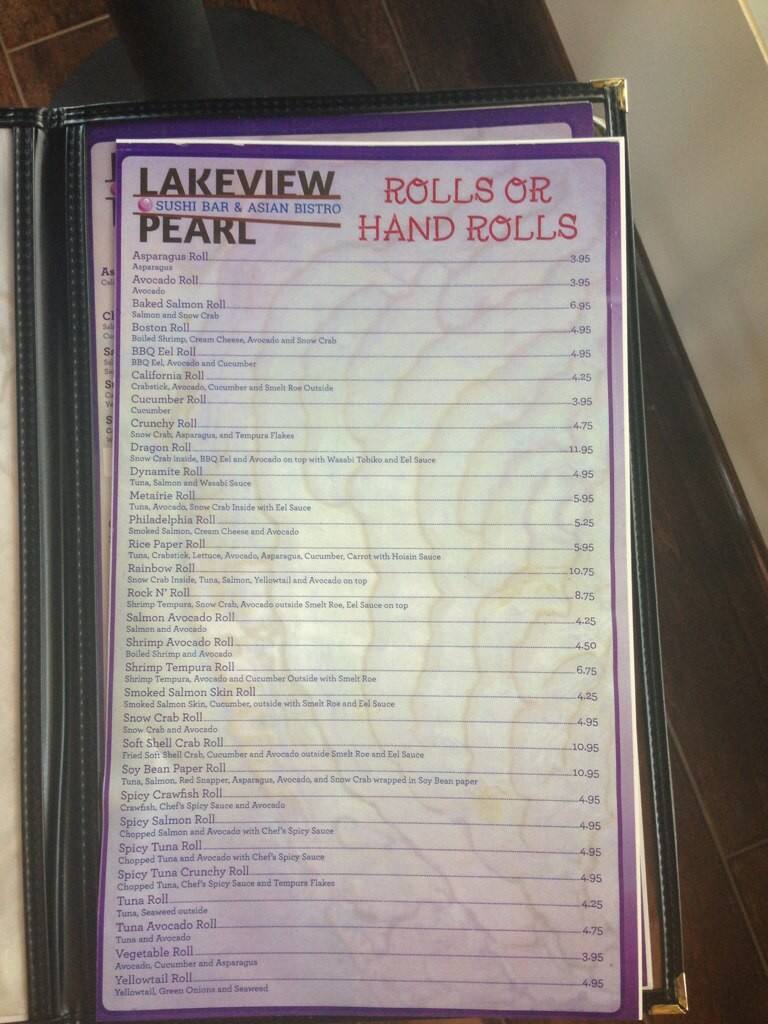 LAKEVIEW
SUSHI BAR & ASIAN BISTRO
PEARL
ROLLS OR
HAND ROLLS
Asparagus Roll 3.95
Asparagus
Avocado Roll 3.95
Avocado
Baked Salmon Roll 6.95
Salmon and Snow Crab
Boston Roll 4.95
Boiled Shrimp, Cream Cheese, Avocado and Snow Crab
BBQ Eel Roll 4.95
BBQ Eel, Avocado and Cucumber
California Roll 4.25
Crabstick, Avocado, Cucumber and Smelt Roe Outside
Cucumber Roll 3.95
Cucumber
Crunchy Roll 4.75
Snow Crab, Asparagus, and Tempura Flakes
Dragon Roll 11.95
Snow Crab inside, BBQ Eel and Avocado on top with Wasabi Tobiko and Eel Sauce
Dynamite Roll 4.95
Tuna, Salmon and Wasabi Sauce
Metairie Roll 5.95
Tuna, Avocado, Snow Crab Inside with Eel Sauce
Philadelphia Roll 5.25
Smoked Salmon, Cream Cheese and Avocado
Rice Paper Roll 5.95
Tuna, Crabstick, Lettuce, Avocado, Asparagus, Cucumber, Carrot with Hoisin Sauce
Rainbow Roll 10.75
Snow Crab Inside, Tuna, Salmon, Yellowtail and Avocado on top
Rock N' Roll 8.75
Shrimp Tempura, Snow Crab, Avocado outside Smelt Roe, Eel Sauce on top
Salmon Avocado Roll 4.25
Salmon and Avocado
Shrimp Avocado Roll 4.50
Boiled Shrimp and Avocado
Shrimp Tempura Roll 6.75
Shrimp Tempura, Avocado and Cucumber Outside with Smelt Roe
Smoked Salmon Skin Roll 4.25
Smoked Salmon Skin, Cucumber, outside with Smelt Roe and Eel Sauce
Snow Crab Roll 4.95
Snow Crab and Avocado
Soft Shell Crab Roll 10.95
Fried Soft Shell Crab, Cucumber and Avocado outside Smelt Roe and Eel Sauce
Soy Bean Paper Roll 10.95
Tuna, Salmon, Red Snapper, Asparagus, Avocado, and Snow Crab wrapped in Soy Bean paper
Spicy Crawfish Roll 4.95
Crawfish, Chef's Spicy Sauce and Avocado
Spicy Salmon Roll 4.95
Chopped Salmon and Avocado with Chef's Spicy Sauce
Spicy Tuna Roll 4.95
Chopped Tuna and Avocado with Chef's Spicy Sauce
Spicy Tuna Crunchy Roll 4.95
Chopped Tuna, Chef's Spicy Sauce and Tempura Flakes
Tuna Roll 4.25
Tuna, Seaweed outside
Tuna Avocado Roll 4.75
Tuna and Avocado
Vegetable Roll 3.95
Avocado, Cucumber and Asparagus
Yellowtail Roll 4.95
Yellowtail, Green Onions and Seaweed